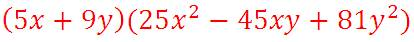 (5x + 9y)(25x² − 45xy + 81y²)